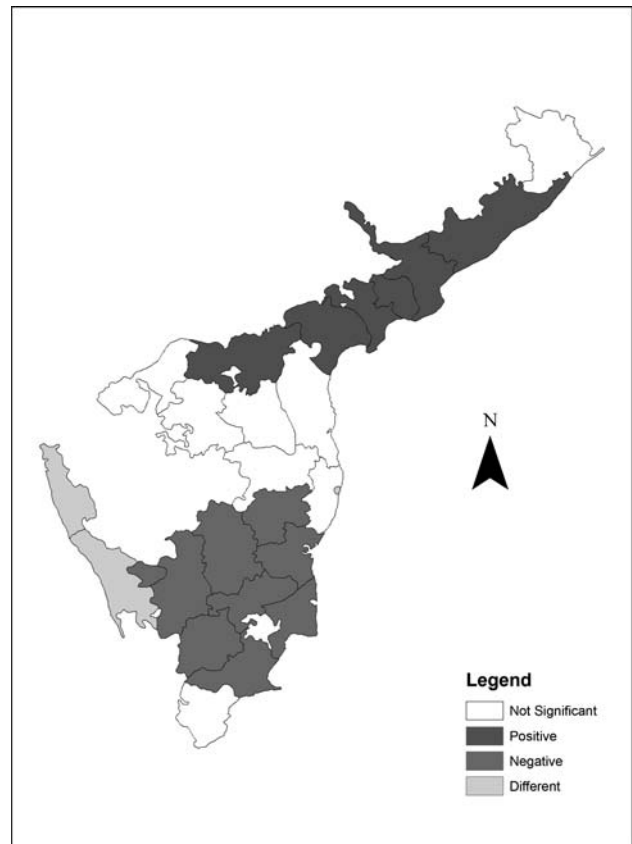 N
Legend
Not Significant
Positive
Negative
Different